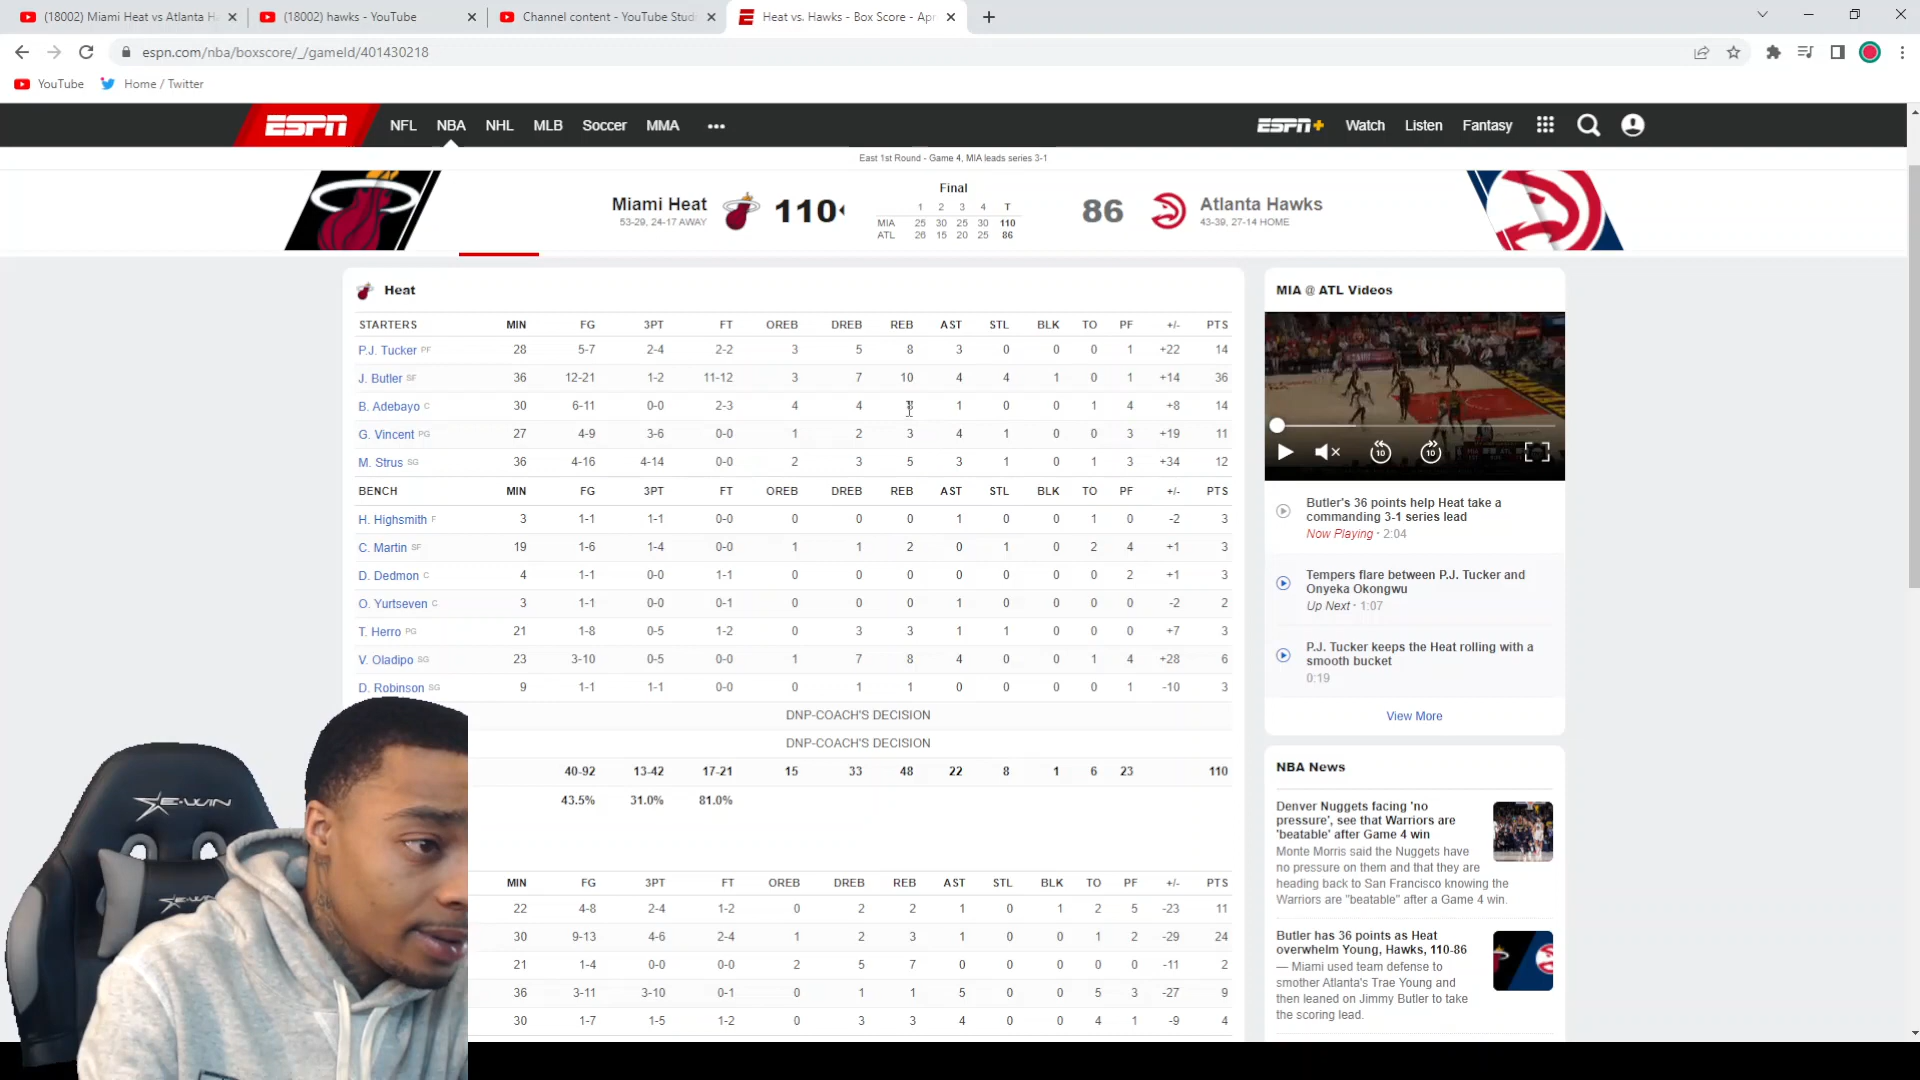 (18002) Miami Heat vs Atlanta H
(18002) hawks - YouTube
Channel content - YouTube Stud
Heat vs. Hawks - Box Score - Apr
espn.com/nba/boxscore/_/gameId/401430218
YouTube
Home / Twitter
ESPN NFL NBA NHL MLB Soccer MMA ••• ESPN+ Watch Listen Fantasy
East 1st Round - Game 4, MIA leads series 3-1
Miami Heat 110 Final 86 Atlanta Hawks
53-29, 24-17 AWAY 43-39, 27-14 HOME
1 2 3 4 T
MIA 25 30 25 30 110
ATL 26 15 20 25 86
Heat
STARTERS MIN FG 3PT FT OREB DREB REB AST STL BLK TO PF +/- PTS
P.J. Tucker PF 28 5-7 2-4 2-2 3 5 8 3 0 0 0 1 +22 14
J. Butler SF 36 12-21 1-2 11-12 3 7 10 4 4 1 0 1 +14 36
B. Adebayo C 30 6-11 0-0 2-3 4 4 8 1 0 0 1 4 +8 14
G. Vincent PG 27 4-9 3-6 0-0 1 2 3 4 1 0 0 3 +19 11
M. Strus SG 36 4-16 4-14 0-0 2 3 5 3 1 0 1 3 +34 12
BENCH MIN FG 3PT FT OREB DREB REB AST STL BLK TO PF +/- PTS
H. Highsmith F 3 1-1 1-1 0-0 0 0 0 1 0 0 1 0 -2 3
C. Martin SF 19 1-6 1-4 0-0 1 1 2 0 1 0 2 4 +1 3
D. Dedmon C 4 1-1 0-0 1-1 0 0 0 0 0 0 0 2 +1 3
O. Yurtseven C 3 1-1 0-0 0-1 0 0 0 1 0 0 0 0 -2 2
T. Herro PG 21 1-8 0-5 1-2 0 3 3 1 1 0 0 0 +7 3
V. Oladipo SG 23 3-10 0-5 0-0 1 7 8 4 0 0 1 4 +28 6
D. Robinson SG 9 1-1 1-1 0-0 0 1 1 0 0 0 0 1 -10 3
DNP-COACH'S DECISION
DNP-COACH'S DECISION
40-92 13-42 17-21 15 33 48 22 8 1 6 23 110
43.5% 31.0% 81.0%
MIN FG 3PT FT OREB DREB REB AST STL BLK TO PF +/- PTS
22 4-8 2-4 1-2 0 2 2 1 0 1 2 5 -23 11
30 9-13 4-6 2-4 1 2 3 1 0 0 1 2 -29 24
21 1-4 0-0 0-0 2 5 7 0 0 0 0 0 -11 2
36 3-11 3-10 0-1 0 1 1 5 0 0 5 3 -27 9
30 1-7 1-5 1-2 0 3 3 4 0 0 4 1 -9 4
MIA @ ATL Videos
10 10
Butler's 36 points help Heat take a
commanding 3-1 series lead
Now Playing · 2:04
Tempers flare between P.J. Tucker and
Onyeka Okongwu
Up Next · 1:07
P.J. Tucker keeps the Heat rolling with a
smooth bucket
0:19
View More
NBA News
Denver Nuggets facing 'no
pressure', see that Warriors are
'beatable' after Game 4 win
Monte Morris said the Nuggets have
no pressure on them and that they are
heading back to San Francisco knowing the
Warriors are "beatable" after a Game 4 win.
Butler has 36 points as Heat
overwhelm Young, Hawks, 110-86
— Miami used team defense to
smother Atlanta's Trae Young and
then leaned on Jimmy Butler to take
the scoring lead.
E-WIN
E-WIN